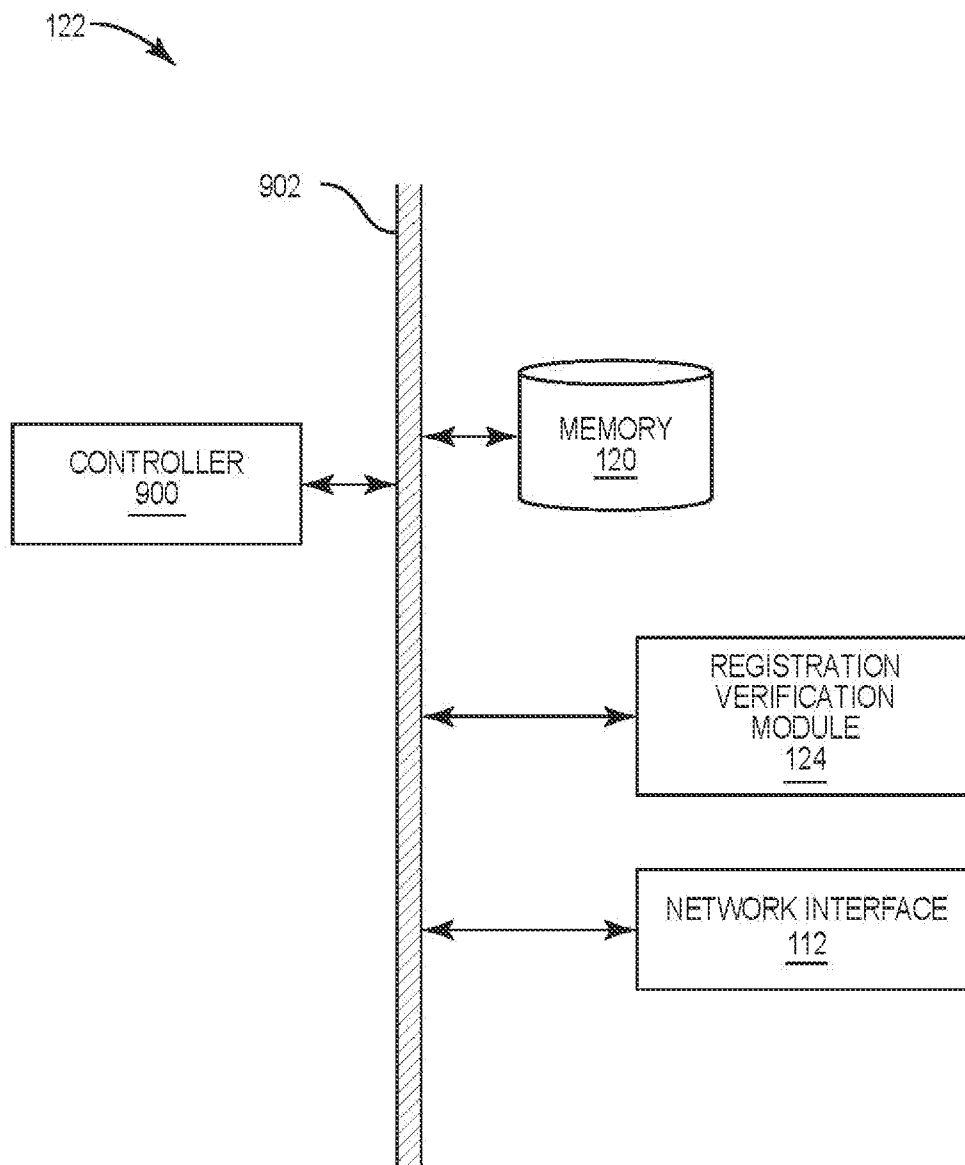 122
902
MEMORY
120
CONTROLLER
900
REGISTRATION
VERIFICATION
MODULE
124
NETWORK INTERFACE
112